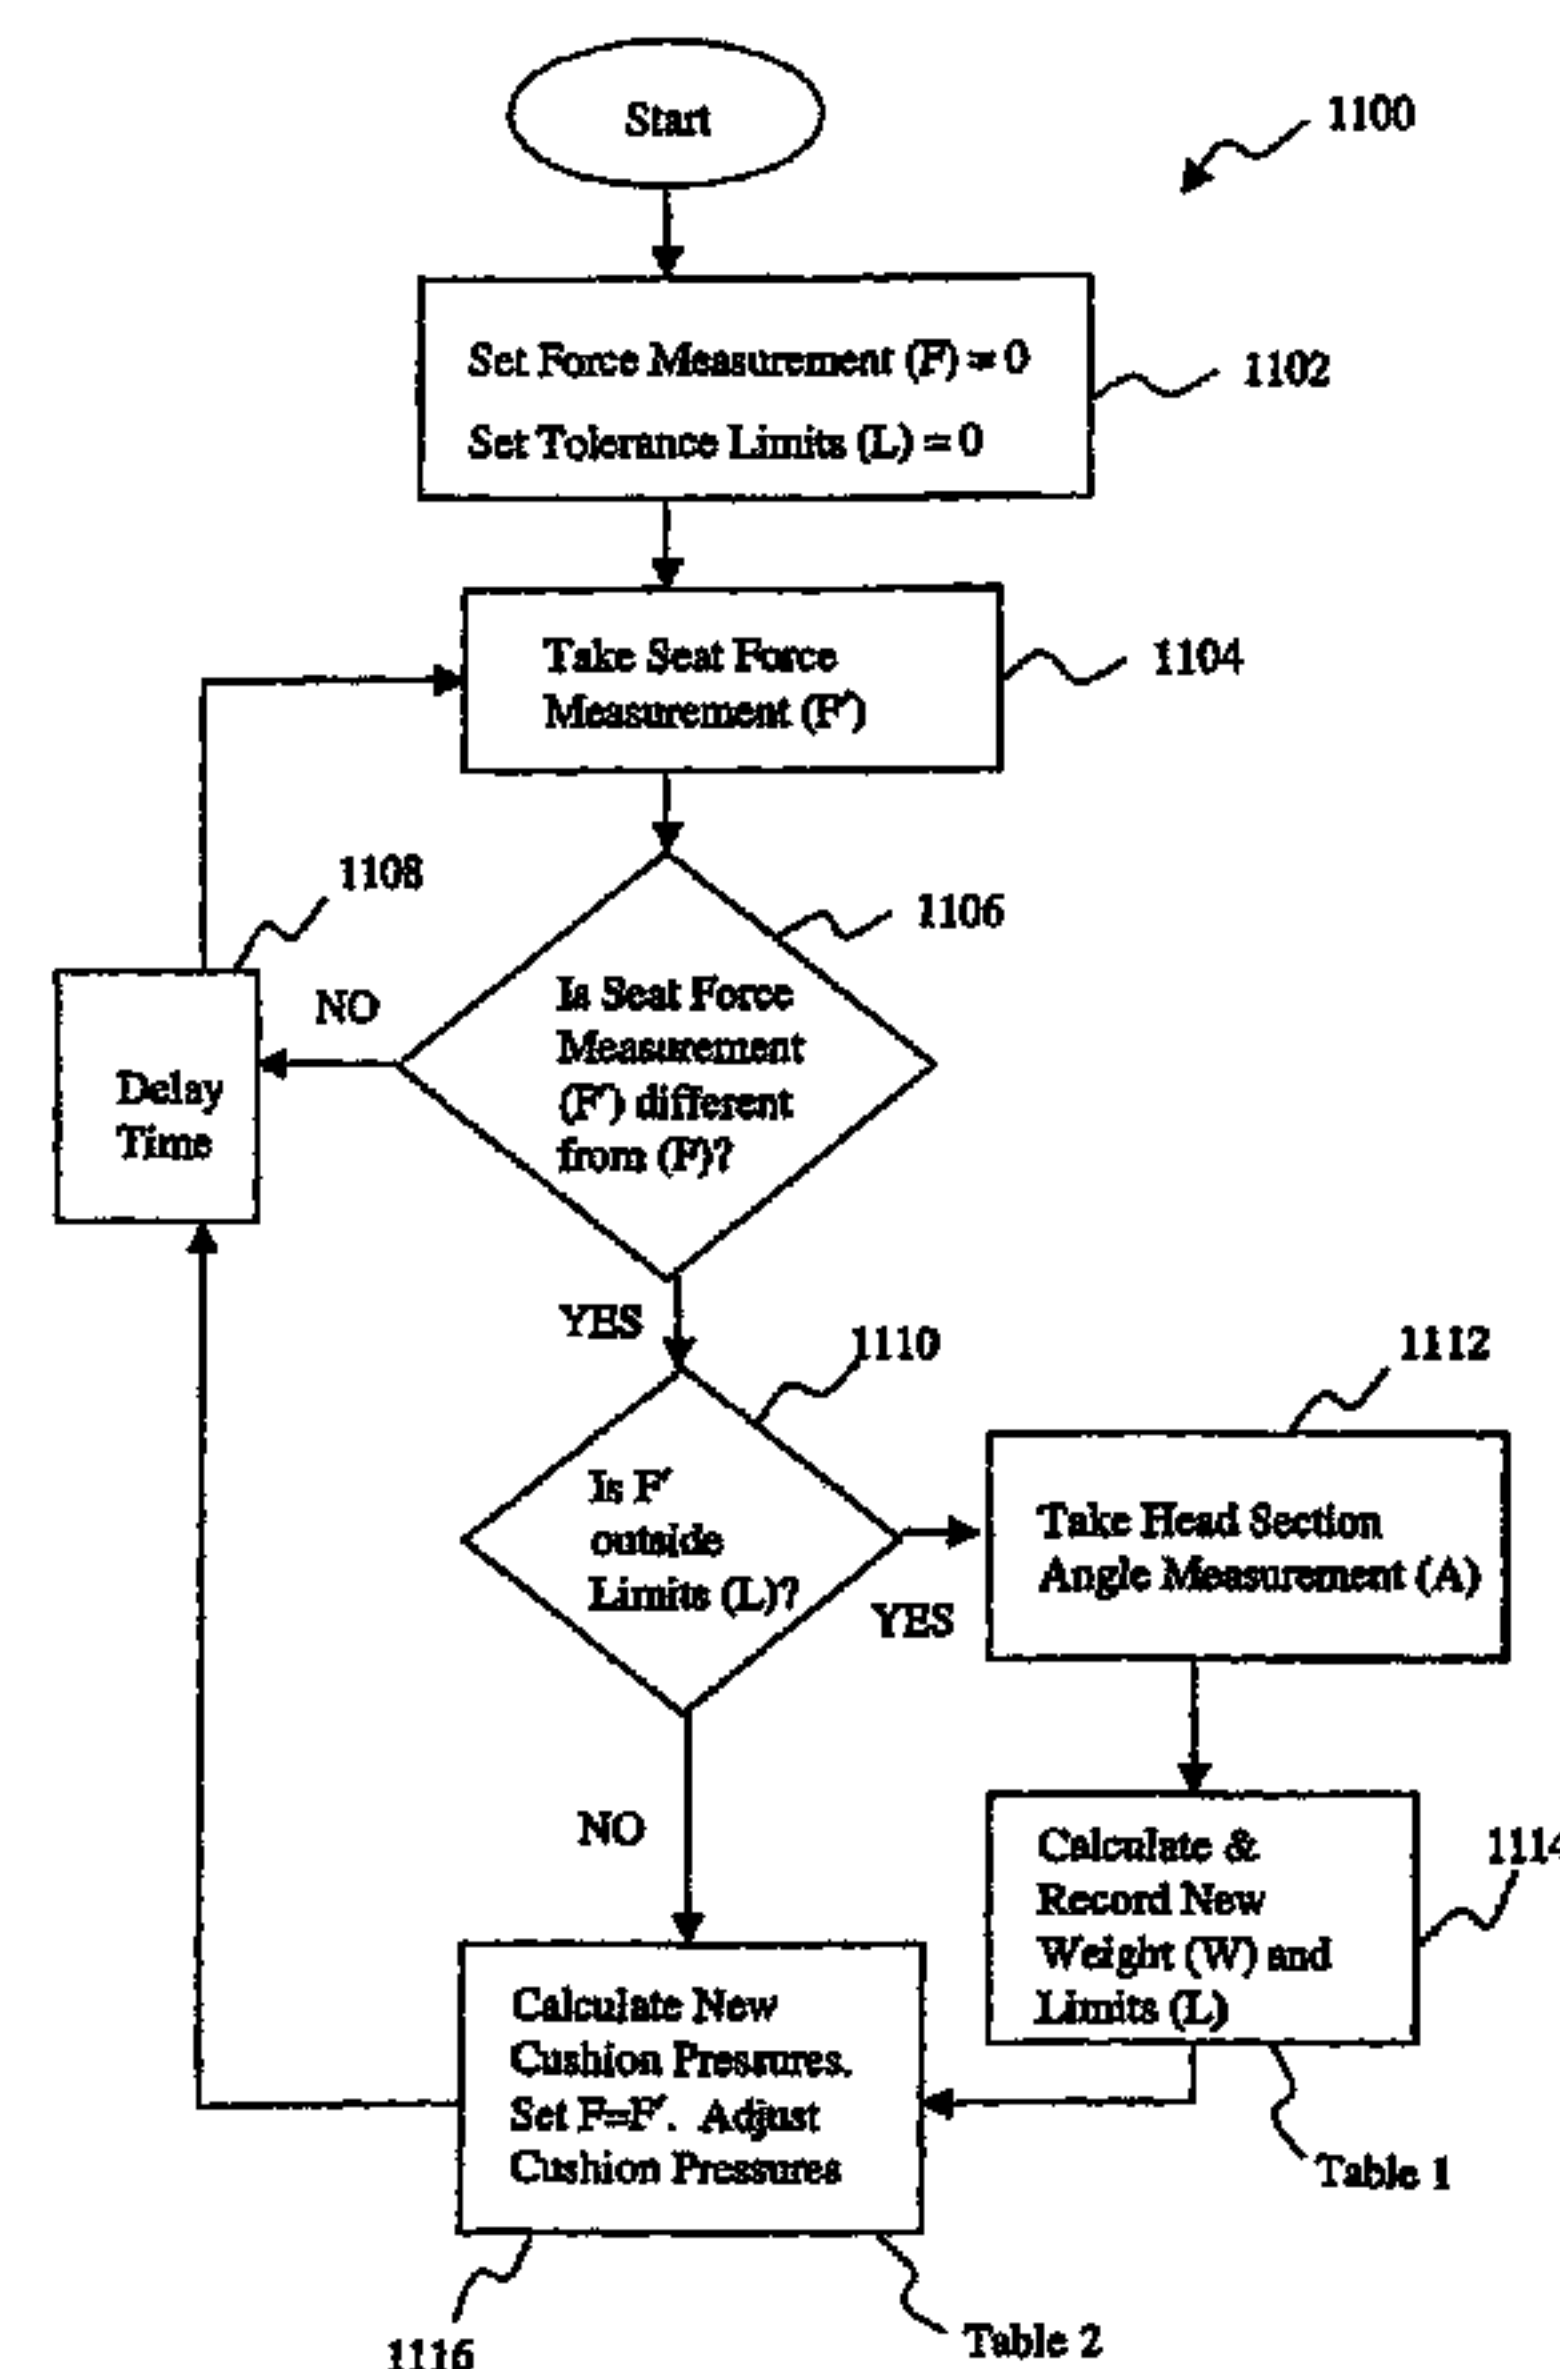 Start
1100
Set Force Measurement (F) = 0
Set Tolerance Limits (L) = 0
1102
Take Seat Force
Measurement (F')
1104
1108
1106
NO
Is Seat Force
Measurement
(F') different
from (F)?
Delay
Time
YES
1110
1112
Is F'
outside
Limits (L)?
YES
Take Head Section
Angle Measurement (A)
NO
Calculate &
Record New
Weight (W) and
Limits (L)
1114
Calculate New
Cushion Pressures.
Set F=F'. Adjust
Cushion Pressures
Table 1
1116
Table 2